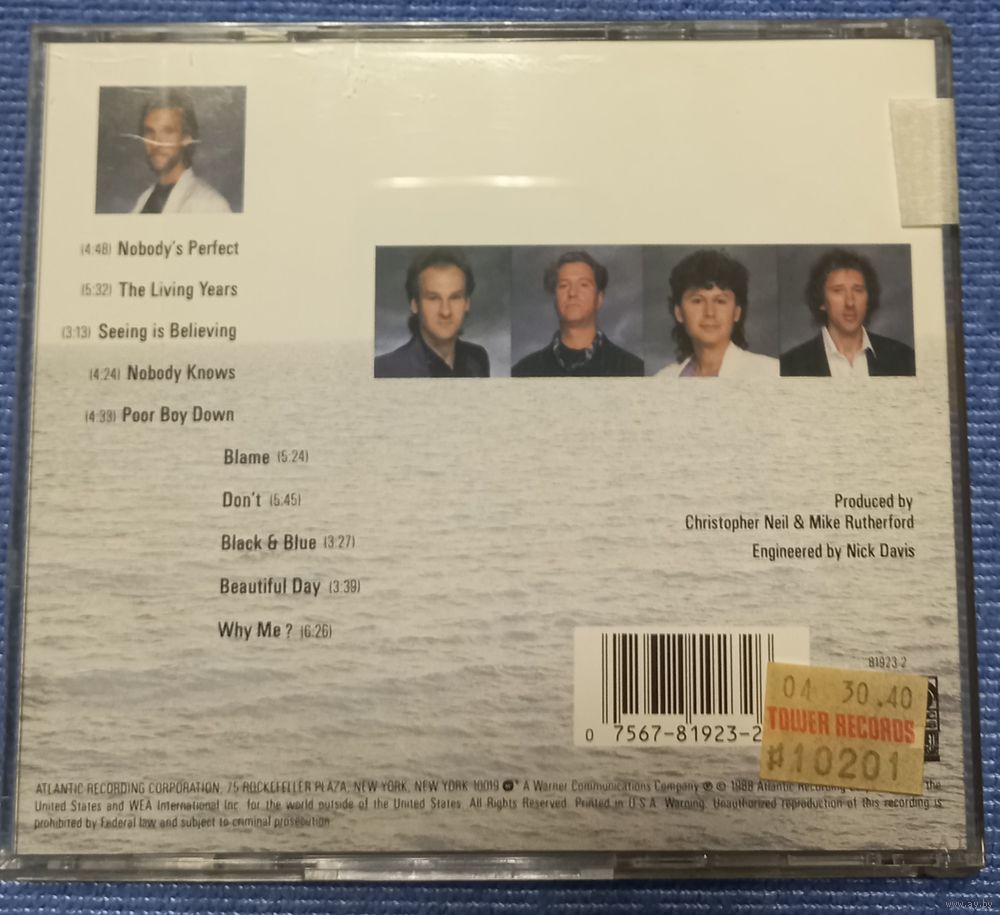 (4:48) Nobody's Perfect
(5:32) The Living Years
(3:13) Seeing is Believing
(4:24) Nobody Knows
(4:33) Poor Boy Down
Blame (5:24)
Don't (5:45)
Black & Blue (3:27)
Beautiful Day (3:39)
Why Me? (6:26)
Produced by
Christopher Neil & Mike Rutherford
Engineered by Nick Davis
81923-2
0 7567-81923-2
04 30.40
TOWER RECORDS
#10201
ATLANTIC RECORDING CORPORATION, 75 ROCKEFELLER PLAZA, NEW YORK, NEW YORK 10019 A Warner Communications Company ℗ © 1988 Atlantic Recording the
United States and WEA International Inc. for the world outside of the United States. All Rights Reserved. Printed in U.S.A. Warning: Unauthorized reproduction of this recording is
prohibited by Federal law and subject to criminal prosecution.
www.ay.by